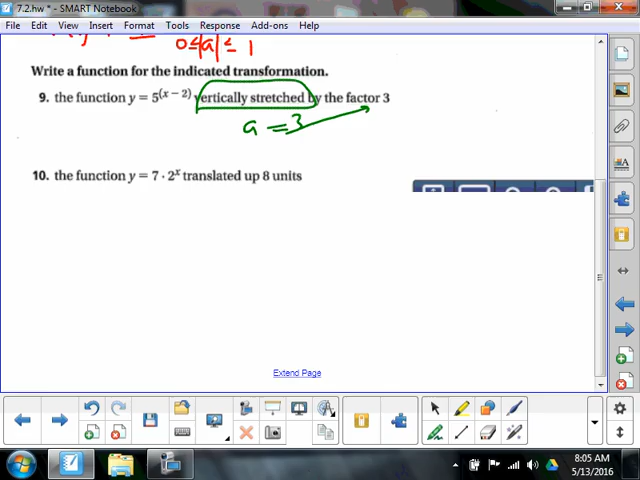 7.2.hw * - SMART Notebook
File Edit View Insert Format Tools Add-ons Help
0≤|a|≤1
Write a function for the indicated transformation.
9. the function y = 5^(x − 2) vertically stretched by the factor 3
a = 3
10. the function y = 7 · 2^x translated up 8 units
Extend Page
8:05 AM
5/13/2016